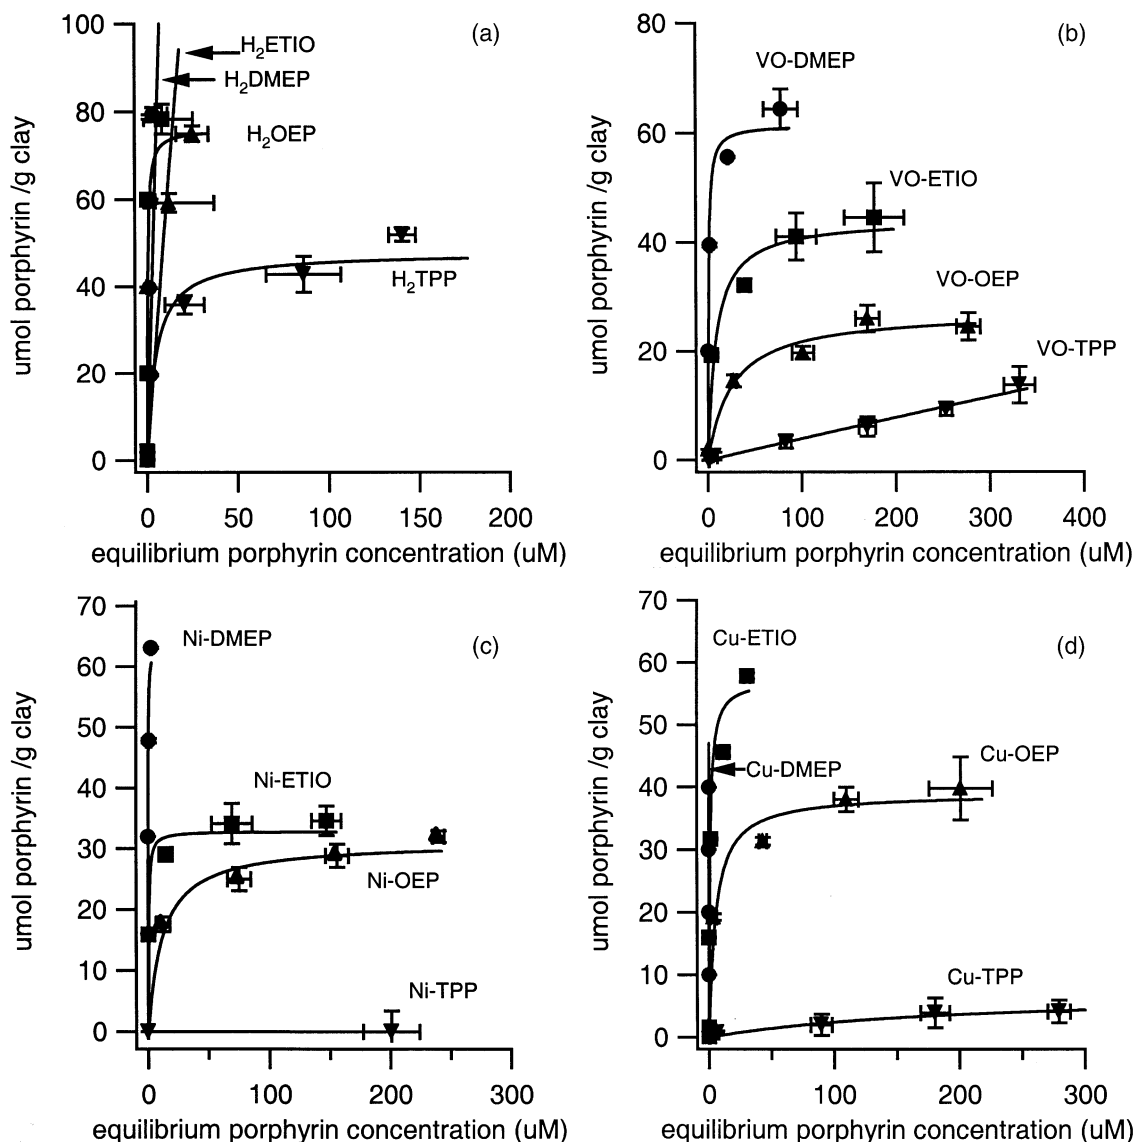 (a)
100
80
60
40
20
0
umol porphyrin /g clay
H2ETIO
H2DMEP
H2OEP
H2TPP
0 50 100 150 200
equilibrium porphyrin concentration (uM)
(b)
80
60
40
20
0
umol porphyrin /g clay
VO-DMEP
VO-ETIO
VO-OEP
VO-TPP
0 100 200 300 400
equilibrium porphyrin concentration (uM)
(c)
70
60
50
40
30
20
10
0
umol porphyrin /g clay
Ni-DMEP
Ni-ETIO
Ni-OEP
Ni-TPP
0 100 200 300
equilibrium porphyrin concentration (uM)
(d)
70
60
50
40
30
20
10
0
umol porphyrin /g clay
Cu-ETIO
Cu-OEP
Cu-DMEP
Cu-TPP
0 100 200 300
equilibrium porphyrin concentration (uM)